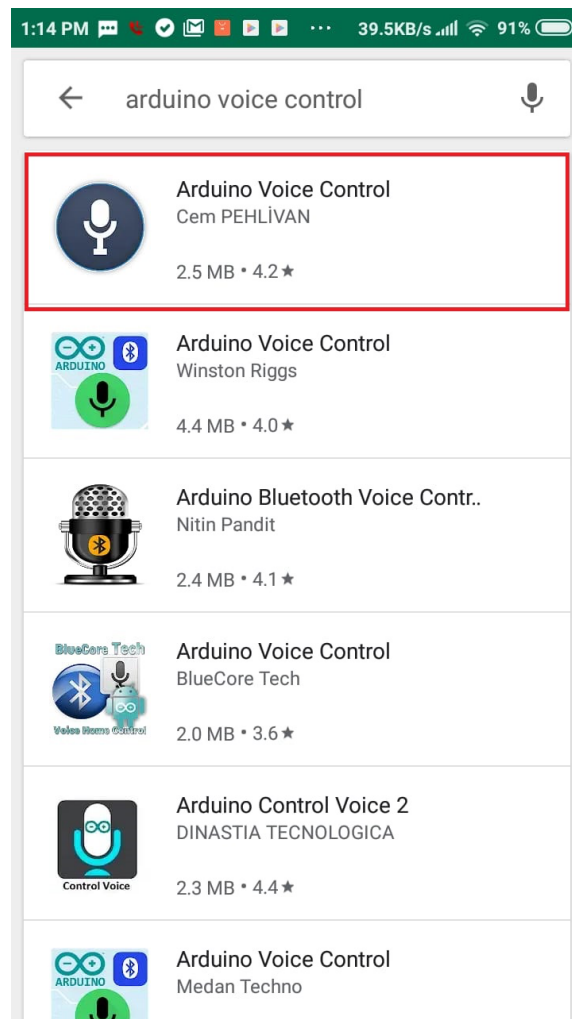 1:14 PM 39.5KB/s 91%
arduino voice control
Arduino Voice Control
Cem PEHLİVAN
2.5 MB • 4.2★
ARDUINO
Arduino Voice Control
Winston Riggs
4.4 MB • 4.0★
Arduino Bluetooth Voice Contr..
Nitin Pandit
2.4 MB • 4.1★
BlueCore Tech
Voice Home Control
Arduino Voice Control
BlueCore Tech
2.0 MB • 3.6★
Control Voice
Arduino Control Voice 2
DINASTIA TECNOLOGICA
2.3 MB • 4.4★
ARDUINO
Arduino Voice Control
Medan Techno